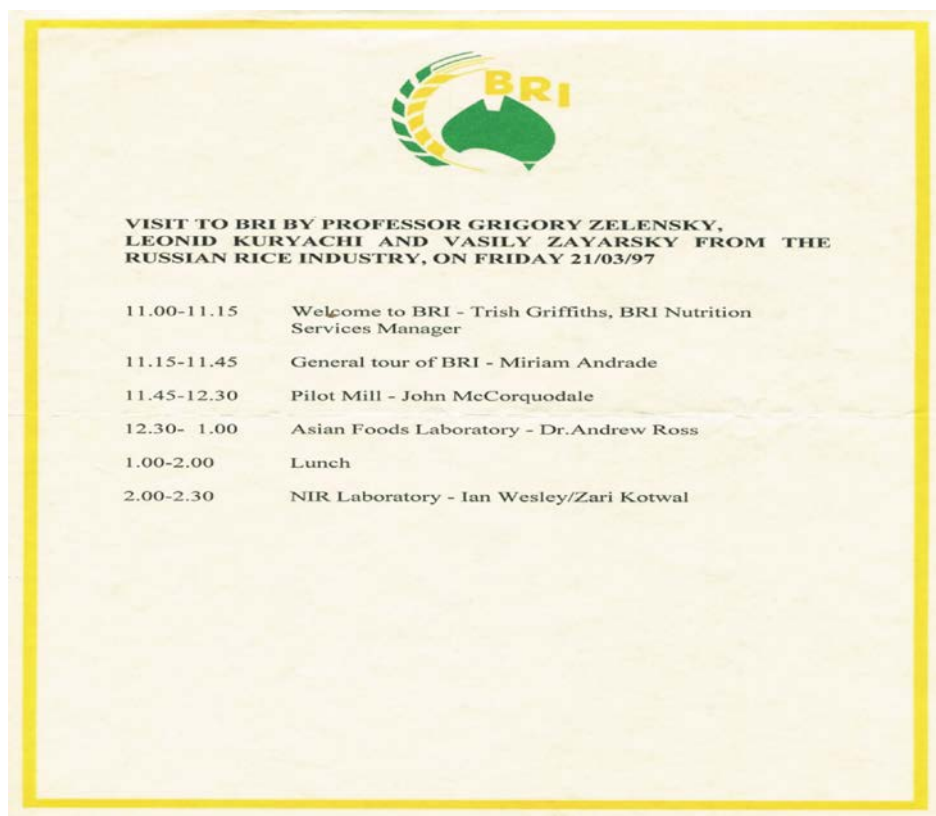 BRI
VISIT TO BRI BY PROFESSOR GRIGORY ZELENSKY,
LEONID KURYACHI AND VASILY ZAYARSKY FROM THE
RUSSIAN RICE INDUSTRY, ON FRIDAY 21/03/97
11.00-11.15 Welcome to BRI - Trish Griffiths, BRI Nutrition
Services Manager
11.15-11.45 General tour of BRI - Miriam Andrade
11.45-12.30 Pilot Mill - John McCorquodale
12.30- 1.00 Asian Foods Laboratory - Dr.Andrew Ross
1.00-2.00 Lunch
2.00-2.30 NIR Laboratory - Ian Wesley/Zari Kotwal